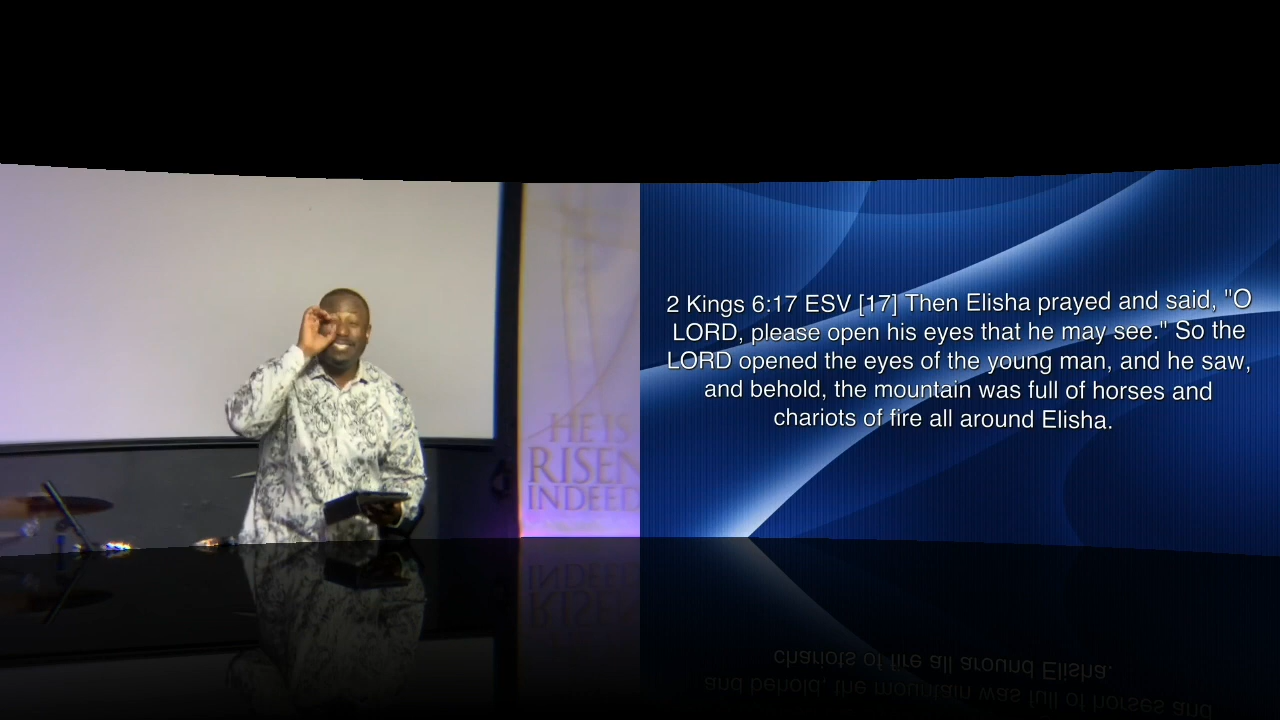 HE IS
RISEN
INDEED
2 Kings 6:17 ESV [17] Then Elisha prayed and said, "O
LORD, please open his eyes that he may see." So the
LORD opened the eyes of the young man, and he saw,
and behold, the mountain was full of horses and
chariots of fire all around Elisha.